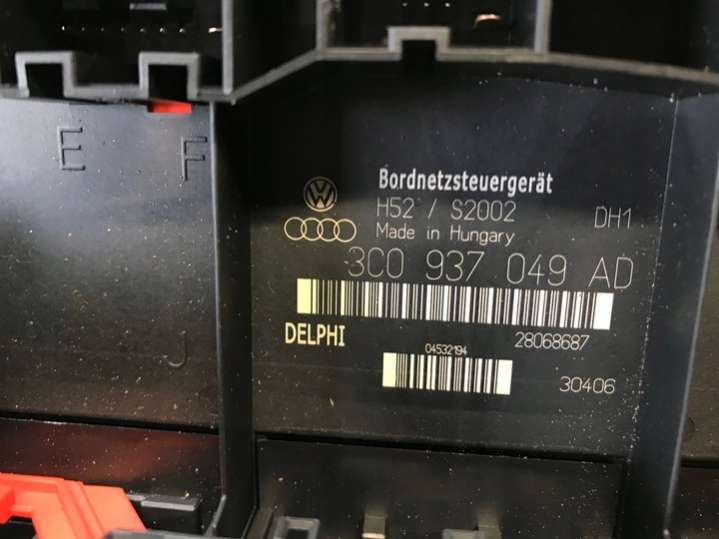 E F
Bordnetzsteuergerät
H52 / S2002 DH1
Made in Hungary
3C0 937 049 AD
DELPHI 28068687
04532194
30406
J